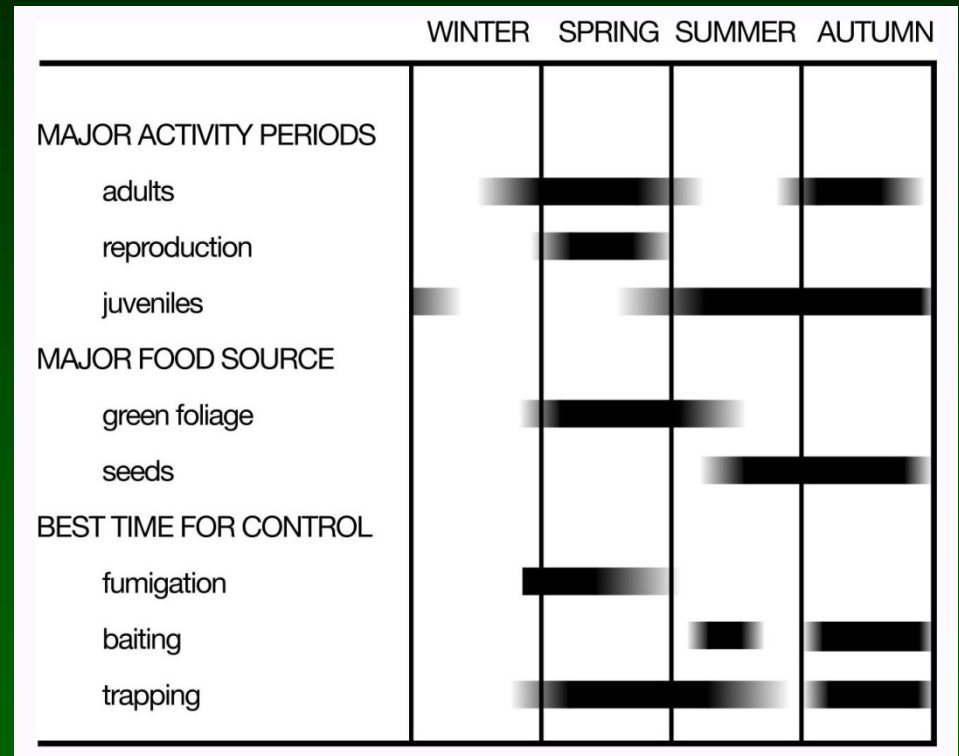 WINTER SPRING SUMMER AUTUMN
MAJOR ACTIVITY PERIODS
adults
reproduction
juveniles
MAJOR FOOD SOURCE
green foliage
seeds
BEST TIME FOR CONTROL
fumigation
baiting
trapping